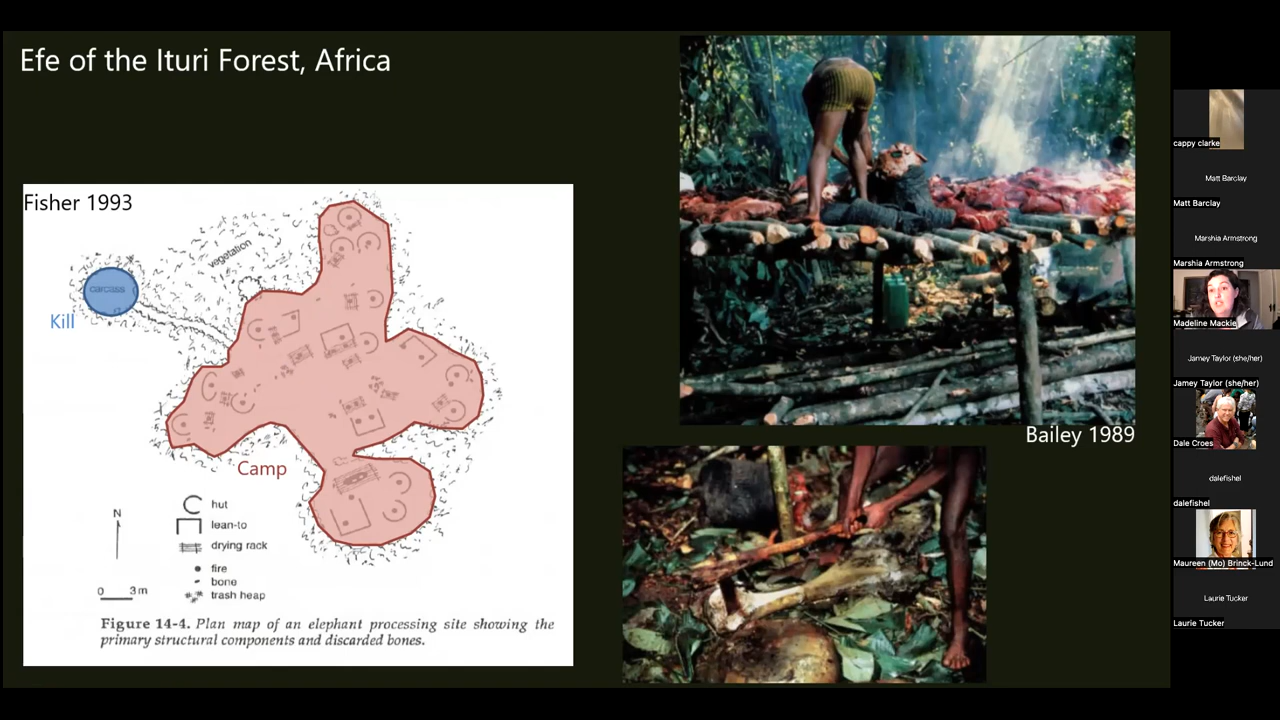 Efe of the Ituri Forest, Africa
Fisher 1993
vegetation
carcass
Kill
Camp
N
0 3m
hut
lean-to
drying rack
fire
bone
trash heap
Figure 14-4. Plan map of an elephant processing site showing the
primary structural components and discarded bones.
Bailey 1989
cappy clarke
Matt Barclay
Matt Barclay
Marshia Armstrong
Marshia Armstrong
Madeline Mackie
Jamey Taylor (she/her)
Jamey Taylor (she/her)
Dale Croes
dalefishel
dalefishel
Maureen (Mo) Brinck-Lund
Laurie Tucker
Laurie Tucker